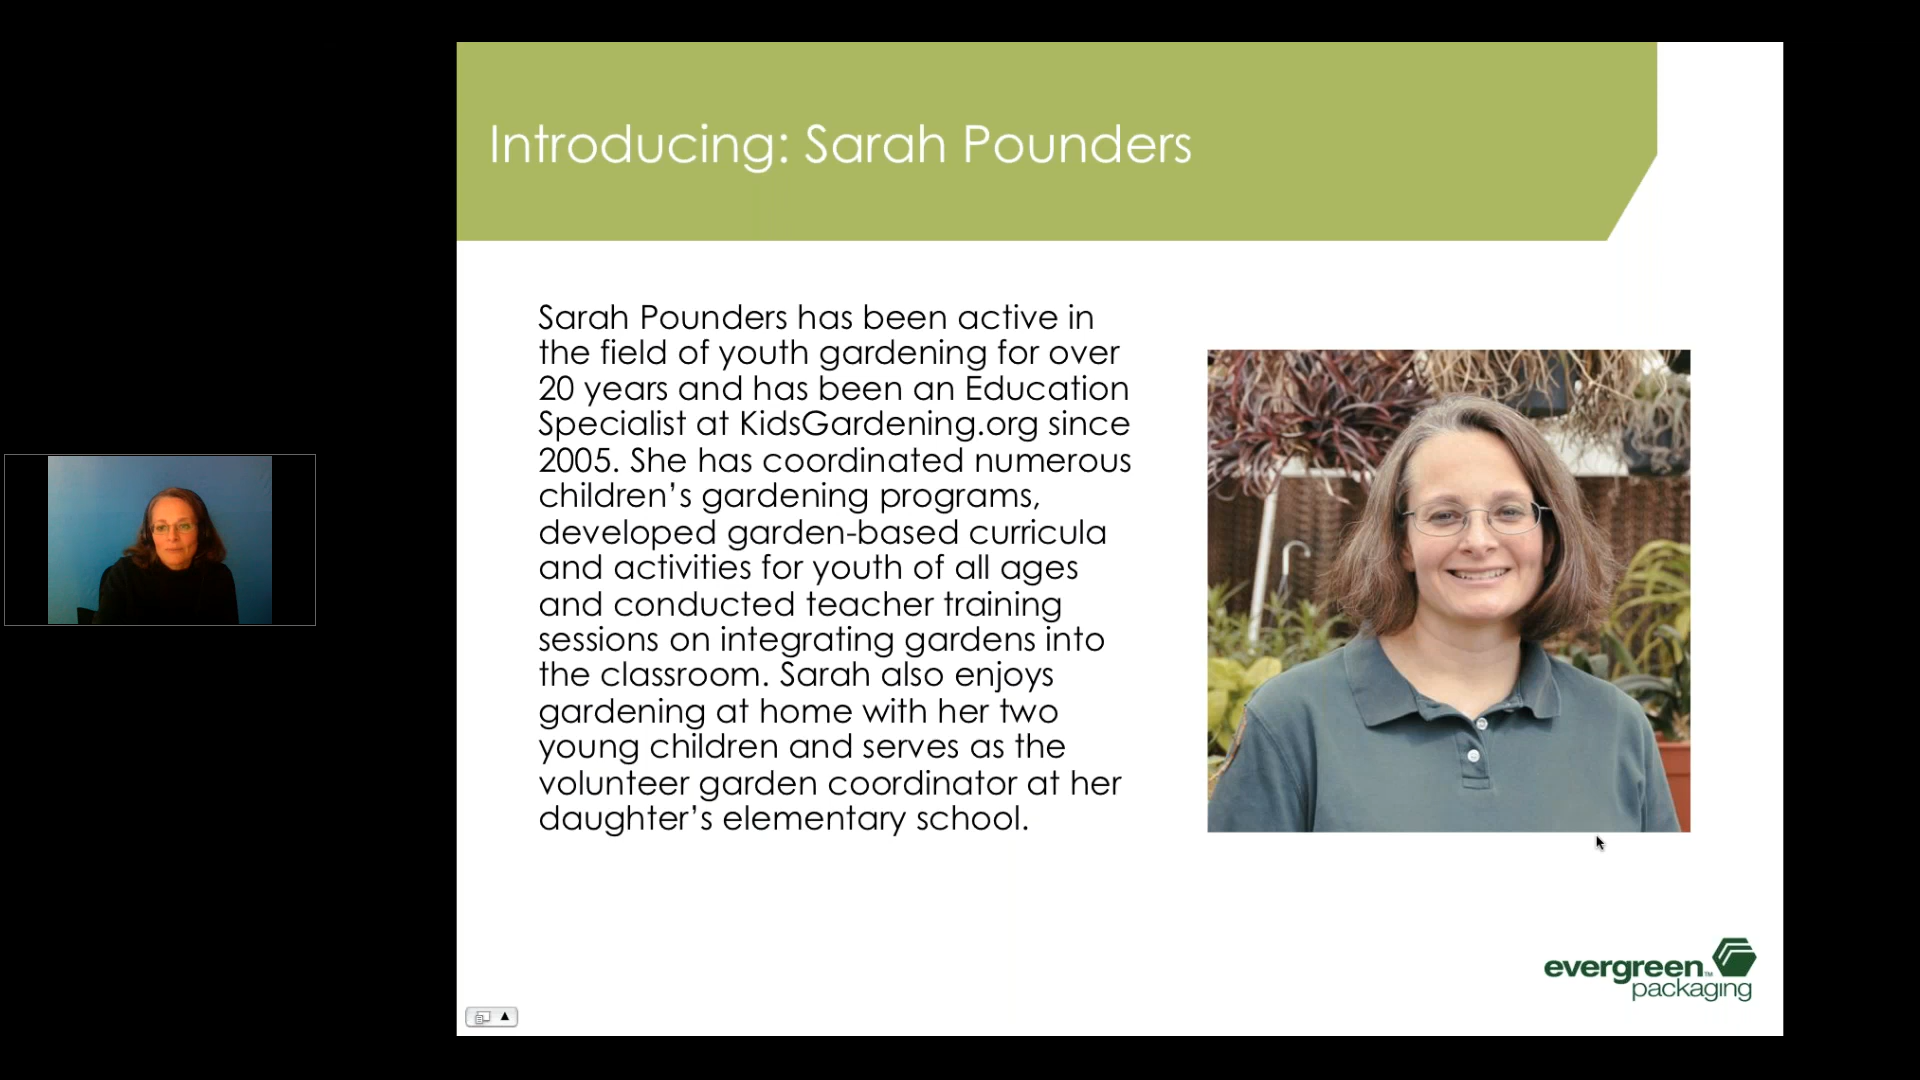 Introducing: Sarah Pounders
Sarah Pounders has been active in
the field of youth gardening for over
20 years and has been an Education
Specialist at KidsGardening.org since
2005. She has coordinated numerous
children’s gardening programs,
developed garden-based curricula
and activities for youth of all ages
and conducted teacher training
sessions on integrating gardens into
the classroom. Sarah also enjoys
gardening at home with her two
young children and serves as the
volunteer garden coordinator at her
daughter’s elementary school.
evergreen™
packaging